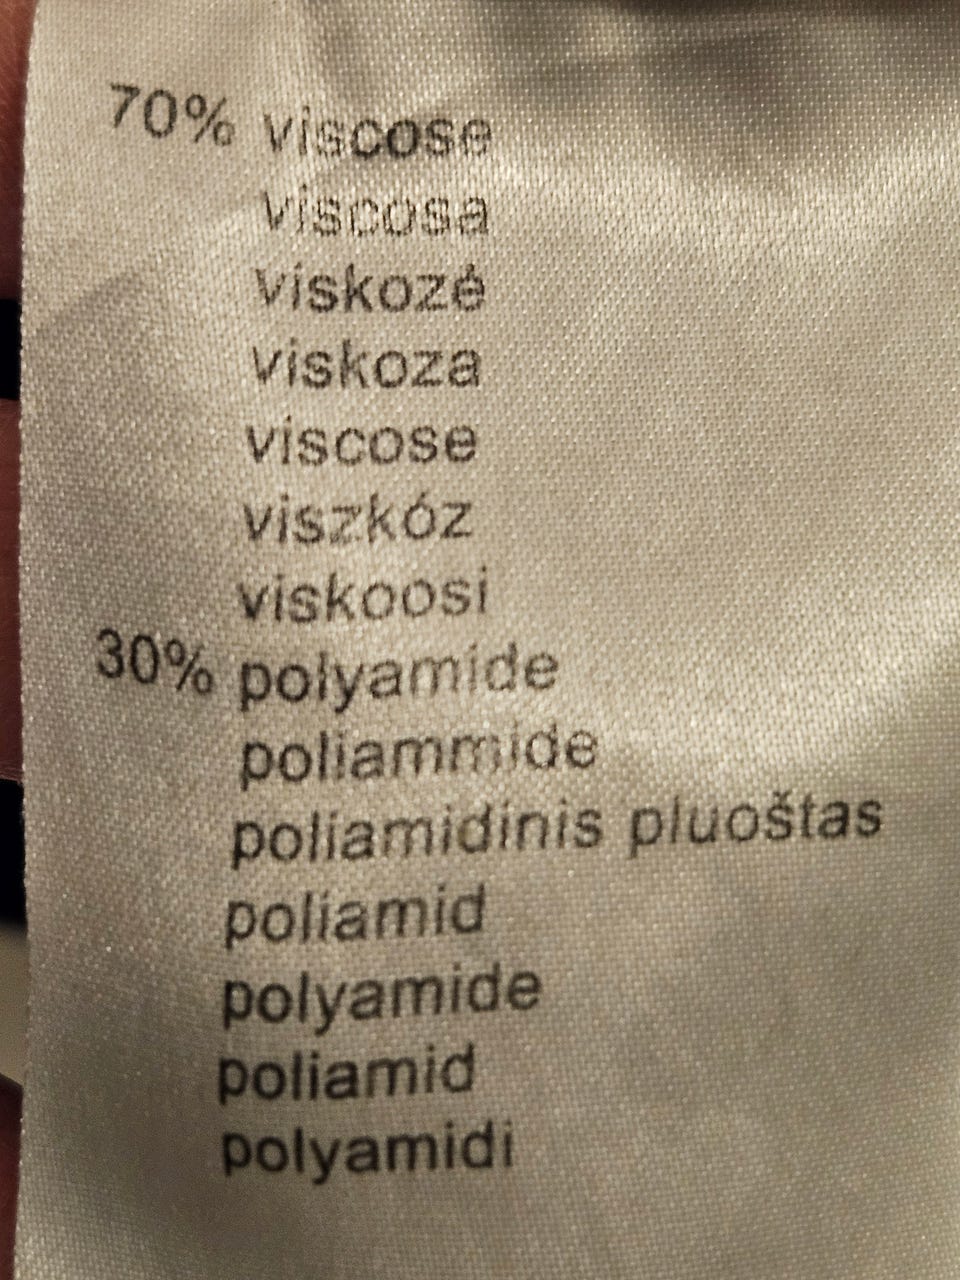 70% viscose
viscosa
viskozė
viskoza
viscose
viszkóz
viskoosi
30% polyamide
poliammide
poliamidinis pluoštas
poliamid
polyamide
poliamid
polyamidi